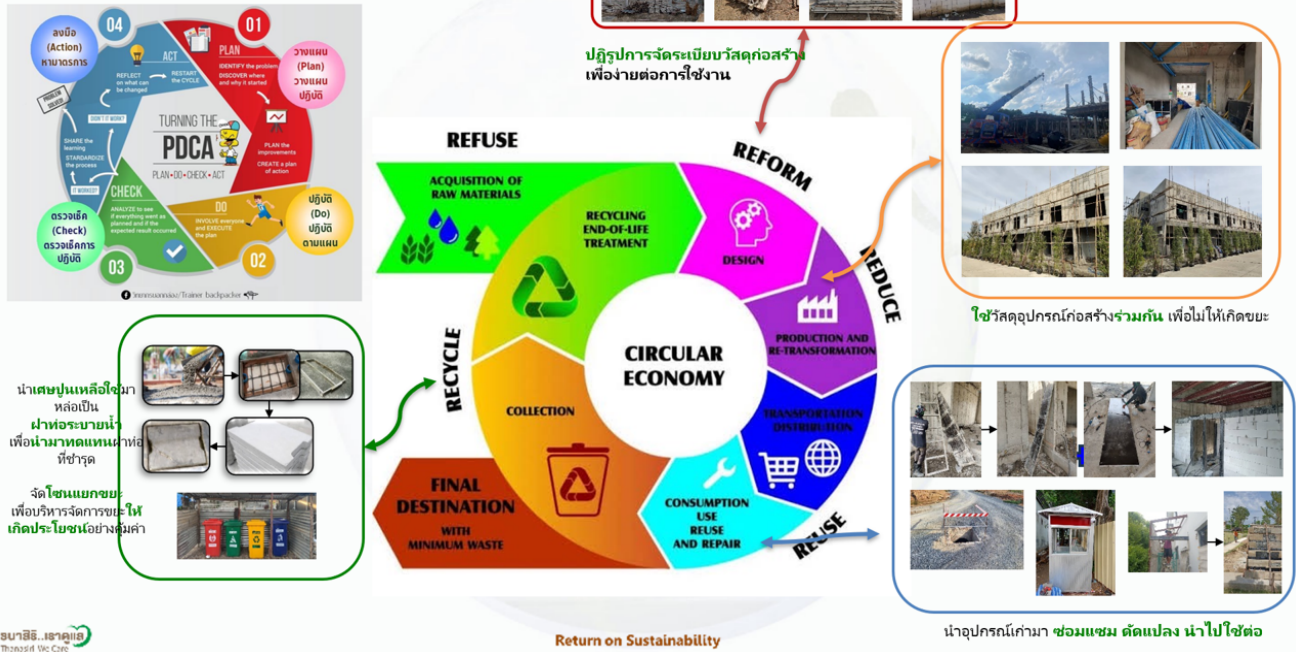 04
01
ลงมือ
(Action)
หามาตรการ
ACT
REFLECT
on what can
be changed
RESTART
the CYCLE
PLAN
IDENTIFY the problem
DISCOVER where
and why it started
วางแผน
(Plan)
วางแผน
ปฏิบัติ
PROBLEM
SOLVED
DIDN'T IT WORK?
TURNING THE
PDCA
PLAN•DO•CHECK•ACT
SHARE the
learning
STANDARDIZE
the process
IT WORKED?
PLAN the
improvements
CREATE a plan
of action
CHECK
ANALYZE to see
if everything went as
planned and if the
expected result occurred
DO
INVOLVE everyone
and EXECUTE
the plan
ตรวจเช็ค
(Check)
ตรวจเช็คการ
ปฏิบัติ
ปฏิบัติ
(Do)
ปฏิบัติ
ตามแผน
03
02
/Trainer backpacker
ปฏิรูปการจัดระเบียบวัสดุก่อสร้าง
เพื่อง่ายต่อการใช้งาน
REFUSE
REFORM
REDUCE
REUSE
RECYCLE
ACQUISITION OF
RAW MATERIALS
RECYCLING
END-OF-LIFE
TREATMENT
DESIGN
PRODUCTION AND
RE-TRANSFORMATION
CIRCULAR
ECONOMY
TRANSPORTATION
DISTRIBUTION
COLLECTION
CONSUMPTION
USE
REUSE
AND REPAIR
FINAL
DESTINATION
WITH
MINIMUM WASTE
ใช้วัสดุอุปกรณ์ก่อสร้างร่วมกัน เพื่อไม่ให้เกิดขยะ
นำเศษปูนเหลือใช้มา
หล่อเป็น
ฝาท่อระบายน้ำ
เพื่อนำมาทดแทนฝาท่อ
ที่ชำรุด
จัดโซนแยกขยะ
เพื่อบริหารจัดการขยะให้
เกิดประโยชน์อย่างคุ้มค่า
นำอุปกรณ์เก่ามา ซ่อมแซม ดัดแปลง นำไปใช้ต่อ
ธนาสิริ..เราดูแล
Thanasiri We Care
Return on Sustainability